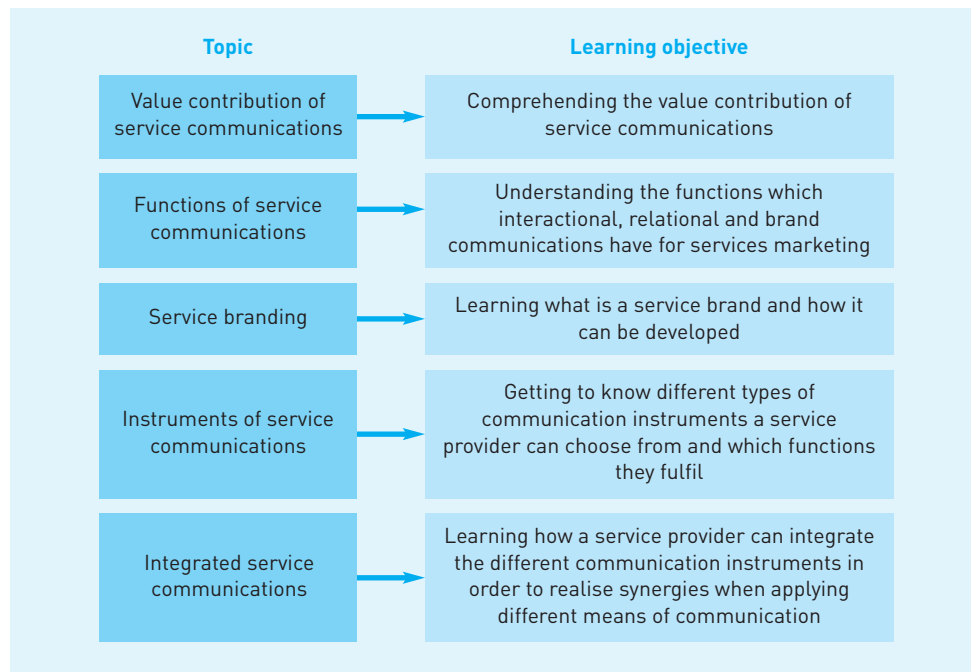 Topic
Learning objective
Value contribution of
service communications
Comprehending the value contribution of
service communications
Functions of service
communications
Understanding the functions which
interactional, relational and brand
communications have for services marketing
Service branding
Learning what is a service brand and how it
can be developed
Instruments of service
communications
Getting to know different types of
communication instruments a service
provider can choose from and which functions
they fulfil
Integrated service
communications
Learning how a service provider can integrate
the different communication instruments in
order to realise synergies when applying
different means of communication